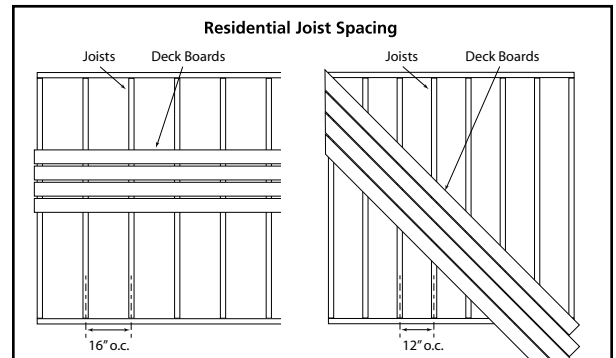 Residential Joist Spacing
Joists
Deck Boards
16” o.c.
Joists
Deck Boards
12” o.c.